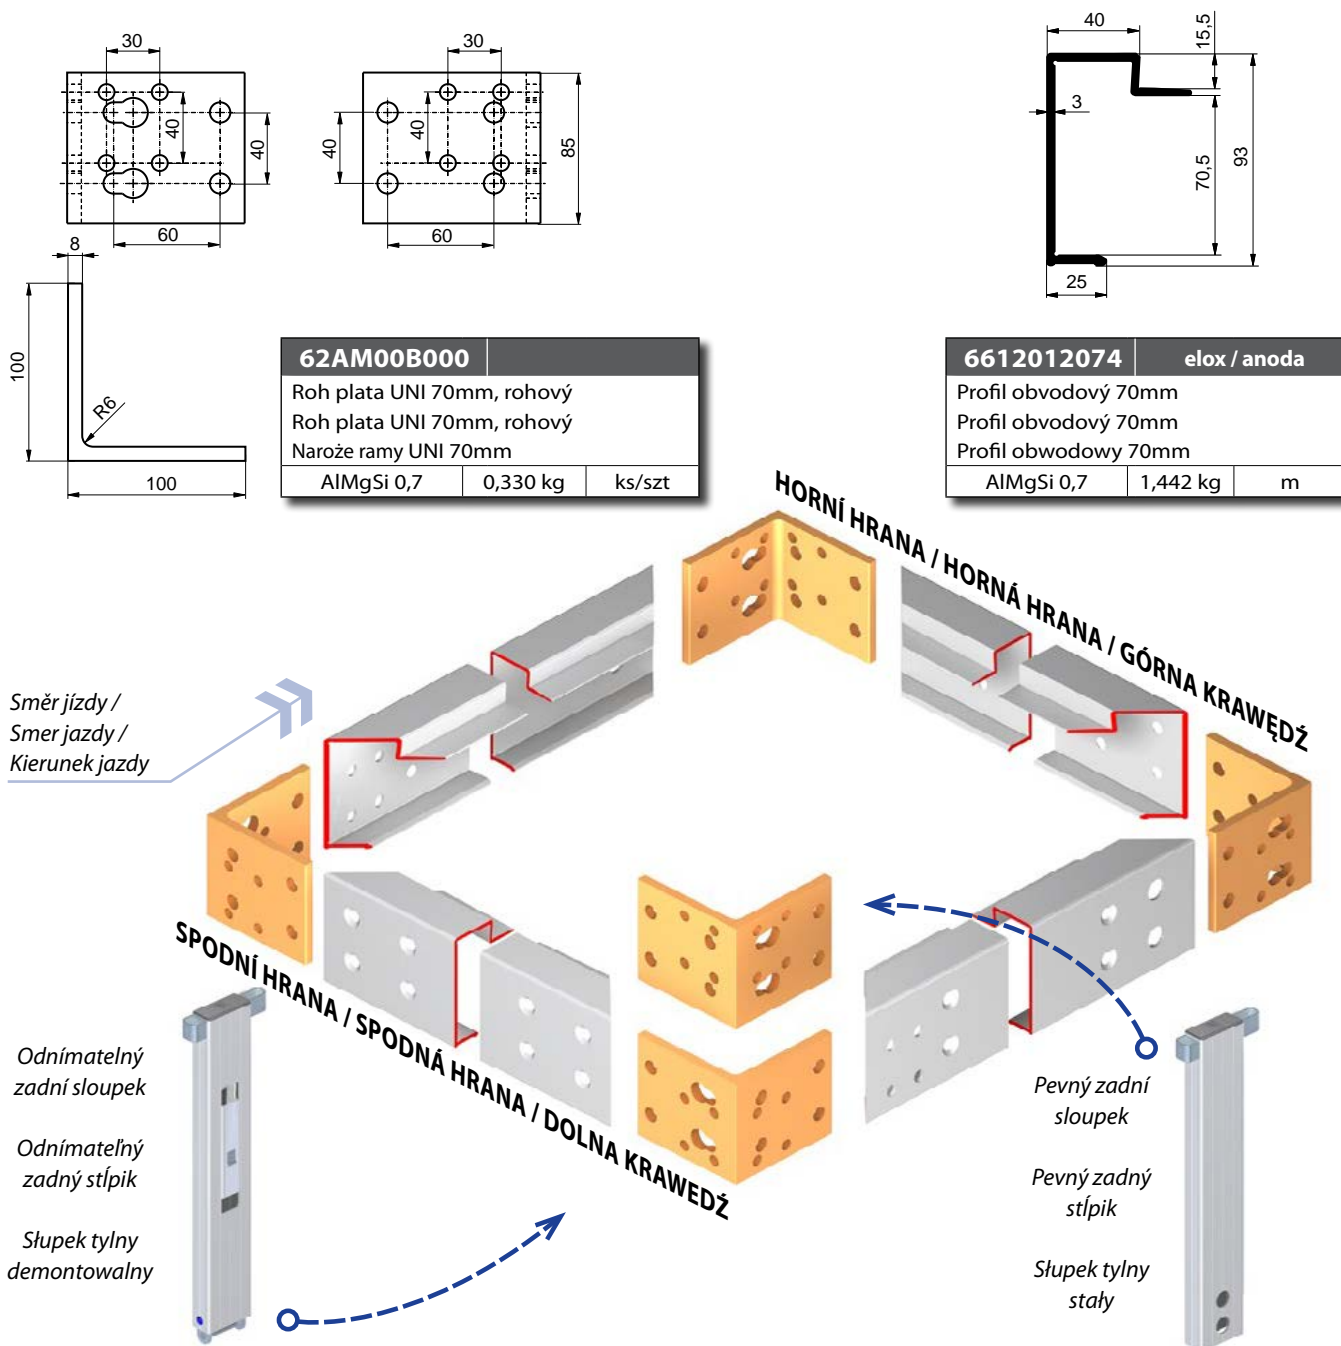 30
40
40
60
30
40
40
85
60
40
15,5
3
70,5
93
25
8
100
R6
100
62AM00B000
Roh plata UNI 70mm, rohový
Roh plata UNI 70mm, rohový
Naroże ramy UNI 70mm
AlMgSi 0,7 0,330 kg ks/szt
6612012074 elox / anoda
Profil obvodový 70mm
Profil obvodový 70mm
Profil obwodowy 70mm
AlMgSi 0,7 1,442 kg m
HORNÍ HRANA / HORNÁ HRANA / GÓRNA KRAWĘDŹ
Směr jízdy /
Smer jazdy /
Kierunek jazdy
SPODNÍ HRANA / SPODNÁ HRANA / DOLNA KRAWEDŹ
Odnímatelný
zadní sloupek
Odnímateľný
zadný stĺpik
Słupek tylny
demontowalny
Pevný zadní
sloupek
Pevný zadný
stĺpik
Słupek tylny
stały